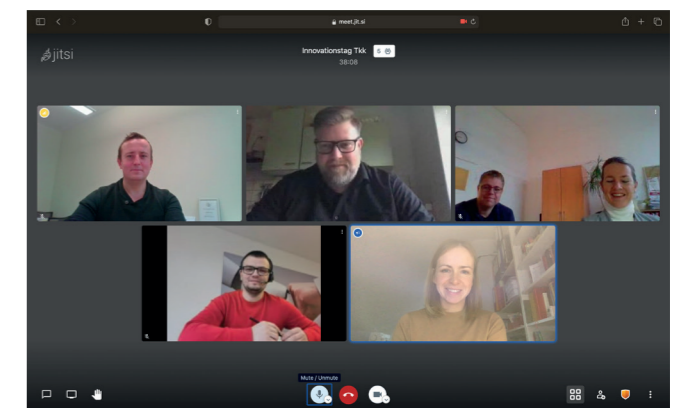 meet.jit.si
jitsi
Innovationstag Tkk 5
38:08
Mute / Unmute